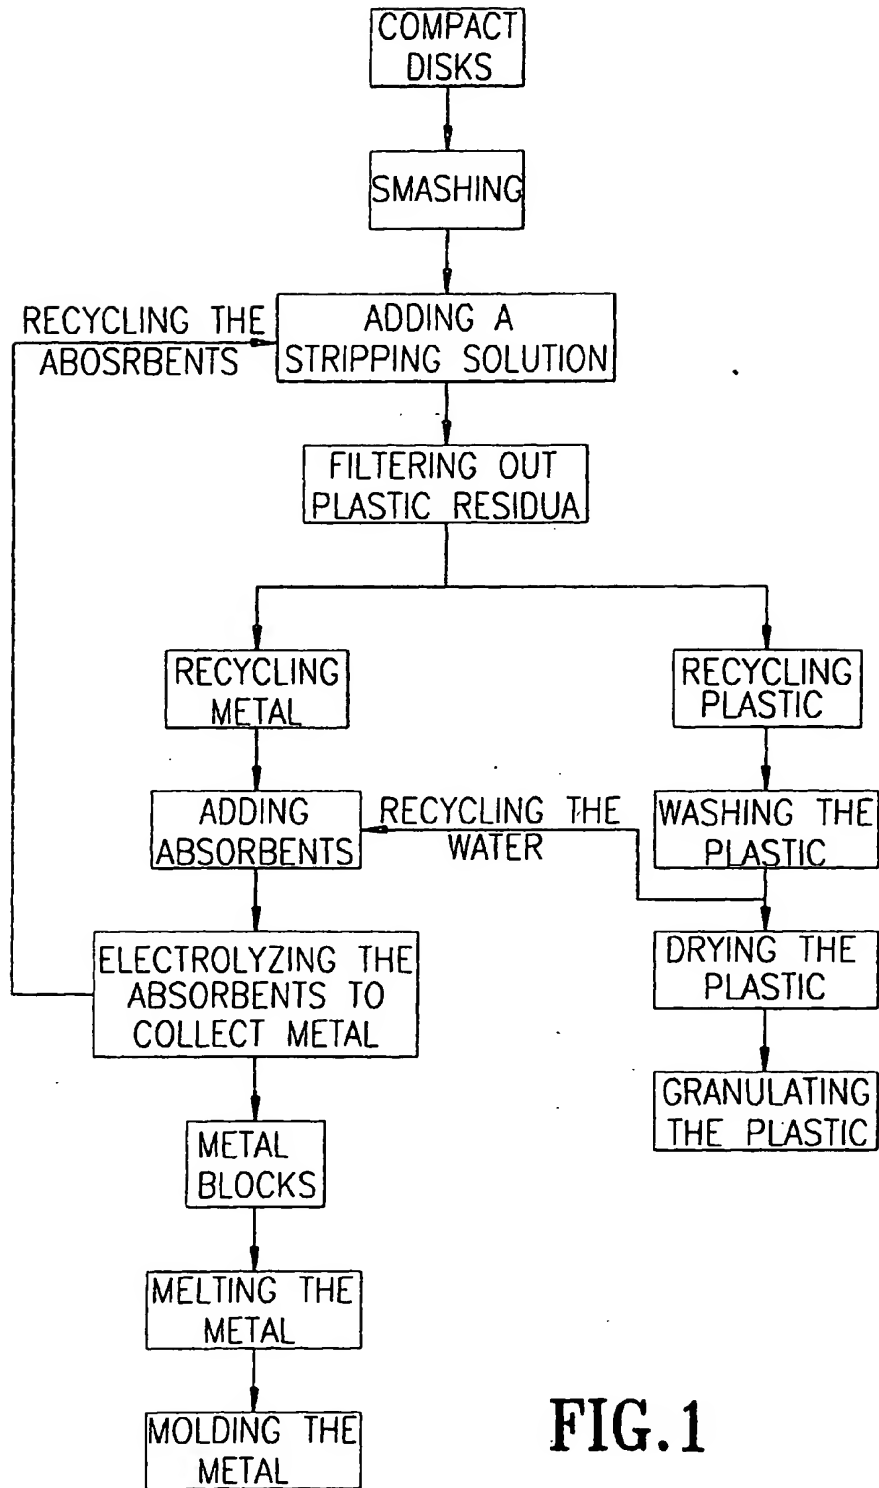 COMPACT
DISKS
SMASHING
RECYCLING THE
ABOSRBENTS
ADDING A
STRIPPING SOLUTION
FILTERING OUT
PLASTIC RESIDUA
RECYCLING
METAL
RECYCLING
PLASTIC
ADDING
ABSORBENTS
RECYCLING THE
WATER
WASHING THE
PLASTIC
ELECTROLYZING THE
ABSORBENTS TO
COLLECT METAL
DRYING THE
PLASTIC
GRANULATING
THE PLASTIC
METAL
BLOCKS
MELTING THE
METAL
MOLDING THE
METAL
FIG.1